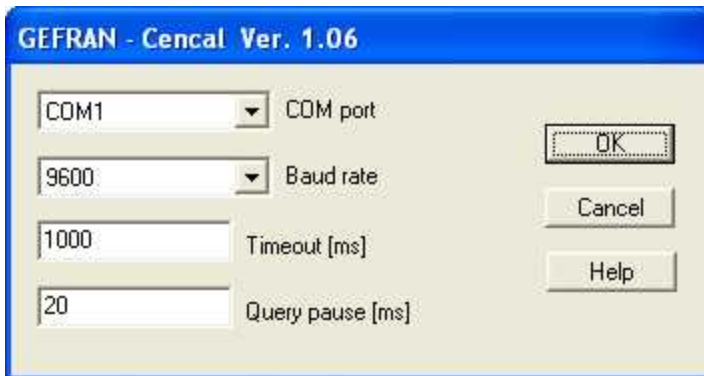 GEFRAN - Cencal Ver. 1.06
COM1 COM port
OK
9600 Baud rate
Cancel
1000 Timeout [ms]
Help
20 Query pause [ms]